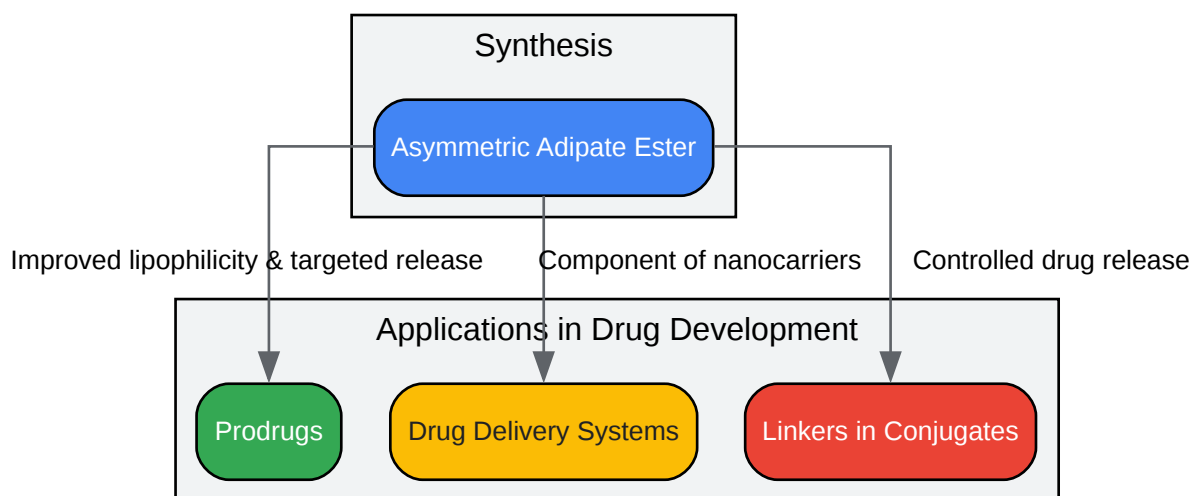 Synthesis
Asymmetric Adipate Ester
Improved lipophilicity & targeted release
Component of nanocarriers
Controlled drug release
Applications in Drug Development
Prodrugs
Drug Delivery Systems
Linkers in Conjugates